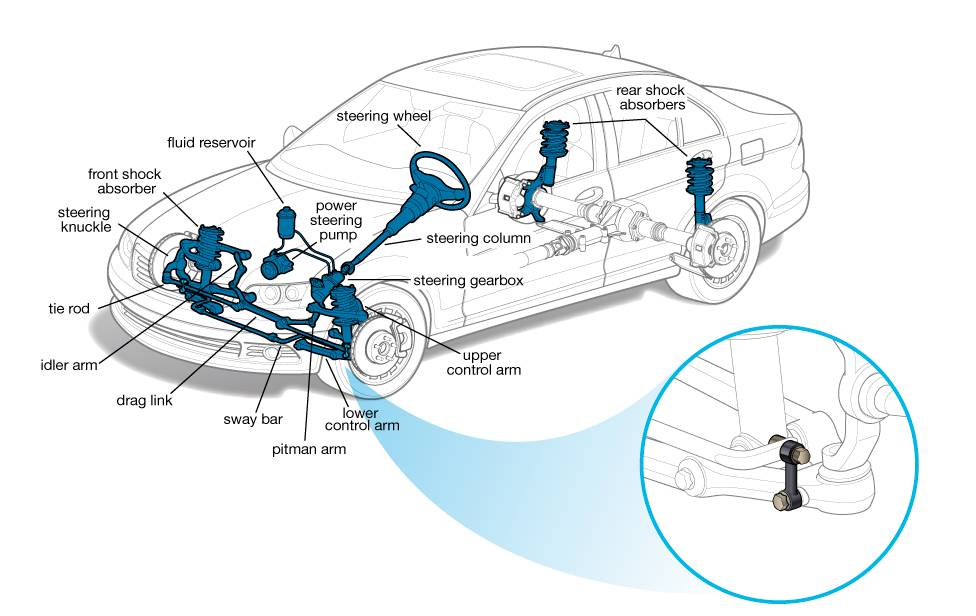 rear shock
absorbers
steering wheel
fluid reservoir
front shock
absorber
power
steering
pump
steering
knuckle
steering column
steering gearbox
tie rod
upper
control arm
idler arm
drag link
lower
control arm
sway bar
pitman arm